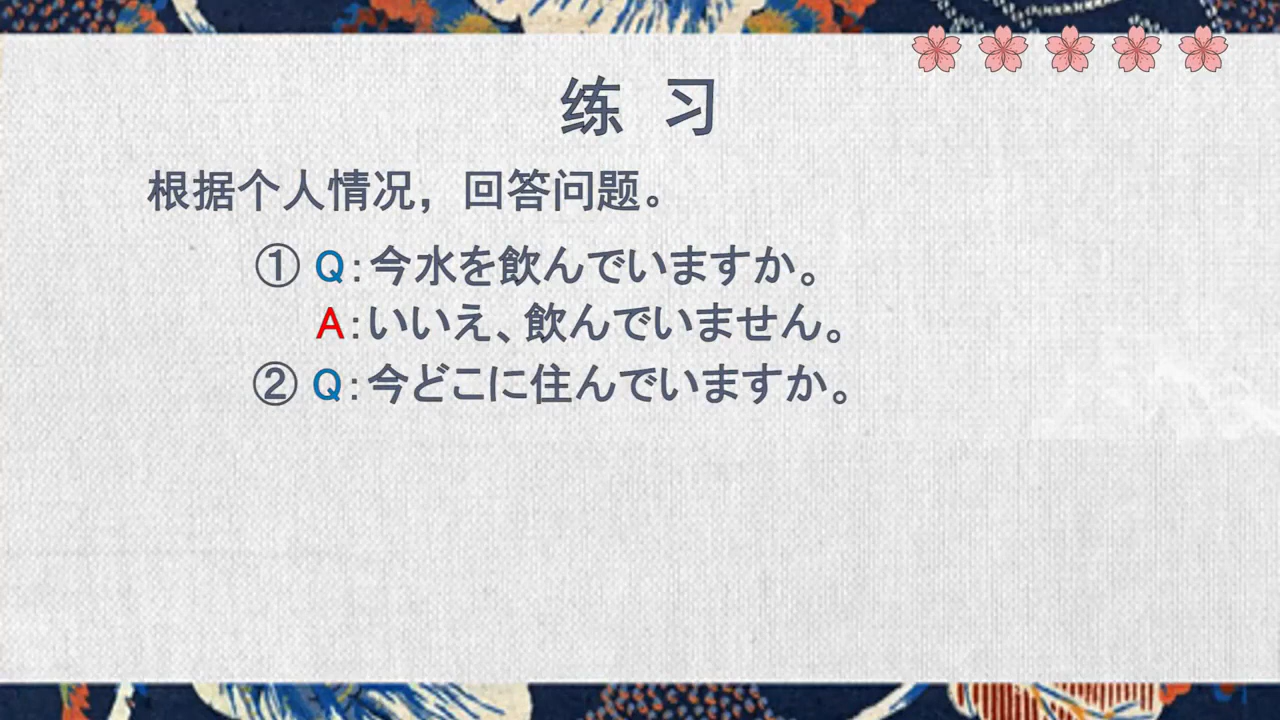 练 习
根据个人情况，回答问题。
① Q：今水を飲んでいますか。
A：いいえ、飲んでいません。
② Q：今どこに住んでいますか。